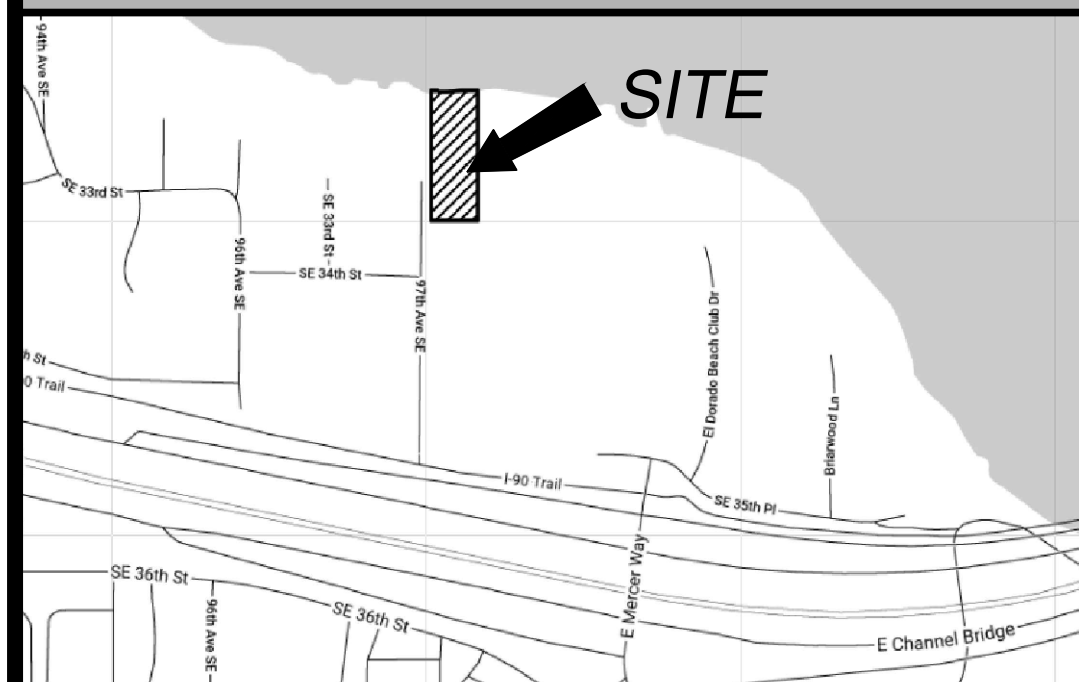 94th Ave SE
SITE
SE 33rd St
SE 33rd St
96th Ave SE
SE 34th St
97th Ave SE
El Dorado Beach Club Dr
h St
0 Trail
Briarwood Ln
I-90 Trail
SE 35th Pl
E Mercer Way
SE 36th St
96th Ave SE
SE 36th St
E Channel Bridge